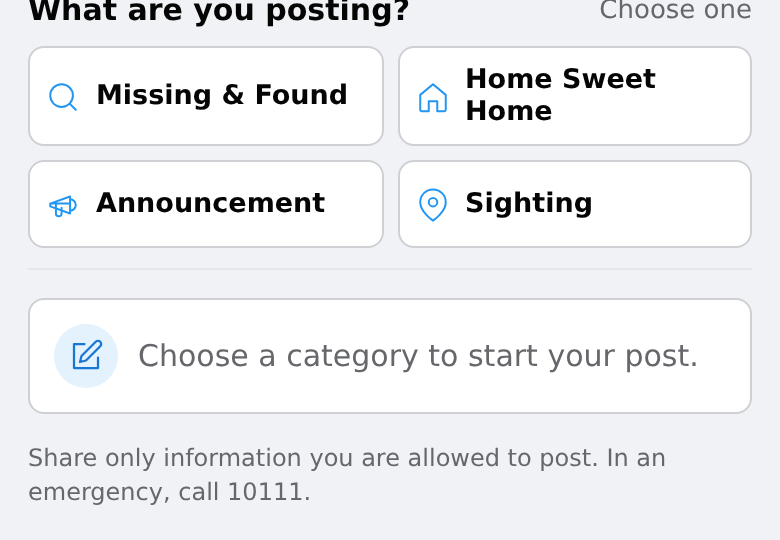 What are you posting?
Choose one
Missing & Found
Home Sweet
Home
Announcement
Sighting
Choose a category to start your post.
Share only information you are allowed to post. In an
emergency, call 10111.